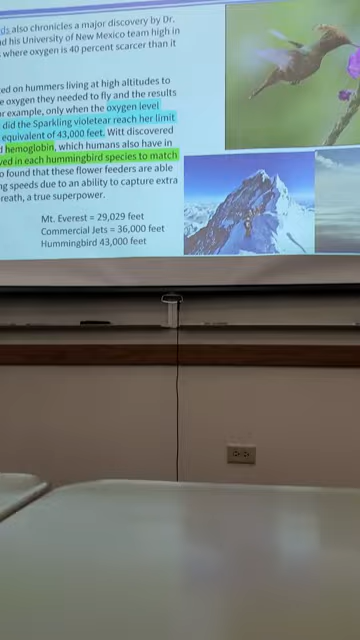 ds also chronicles a major discovery by Dr.
d his University of New Mexico team high in
where oxygen is 40 percent scarcer than it
ed on hummers living at high altitudes to
e oxygen they needed to fly and the results
r example, only when the oxygen level
did the Sparkling violetear reach her limit
equivalent of 43,000 feet. Witt discovered
hemoglobin, which humans also have in
ved in each hummingbird species to match
o found that these flower feeders are able
ng speeds due to an ability to capture extra
reath, a true superpower.
Mt. Everest = 29,029 feet
Commercial Jets = 36,000 feet
Hummingbird 43,000 feet